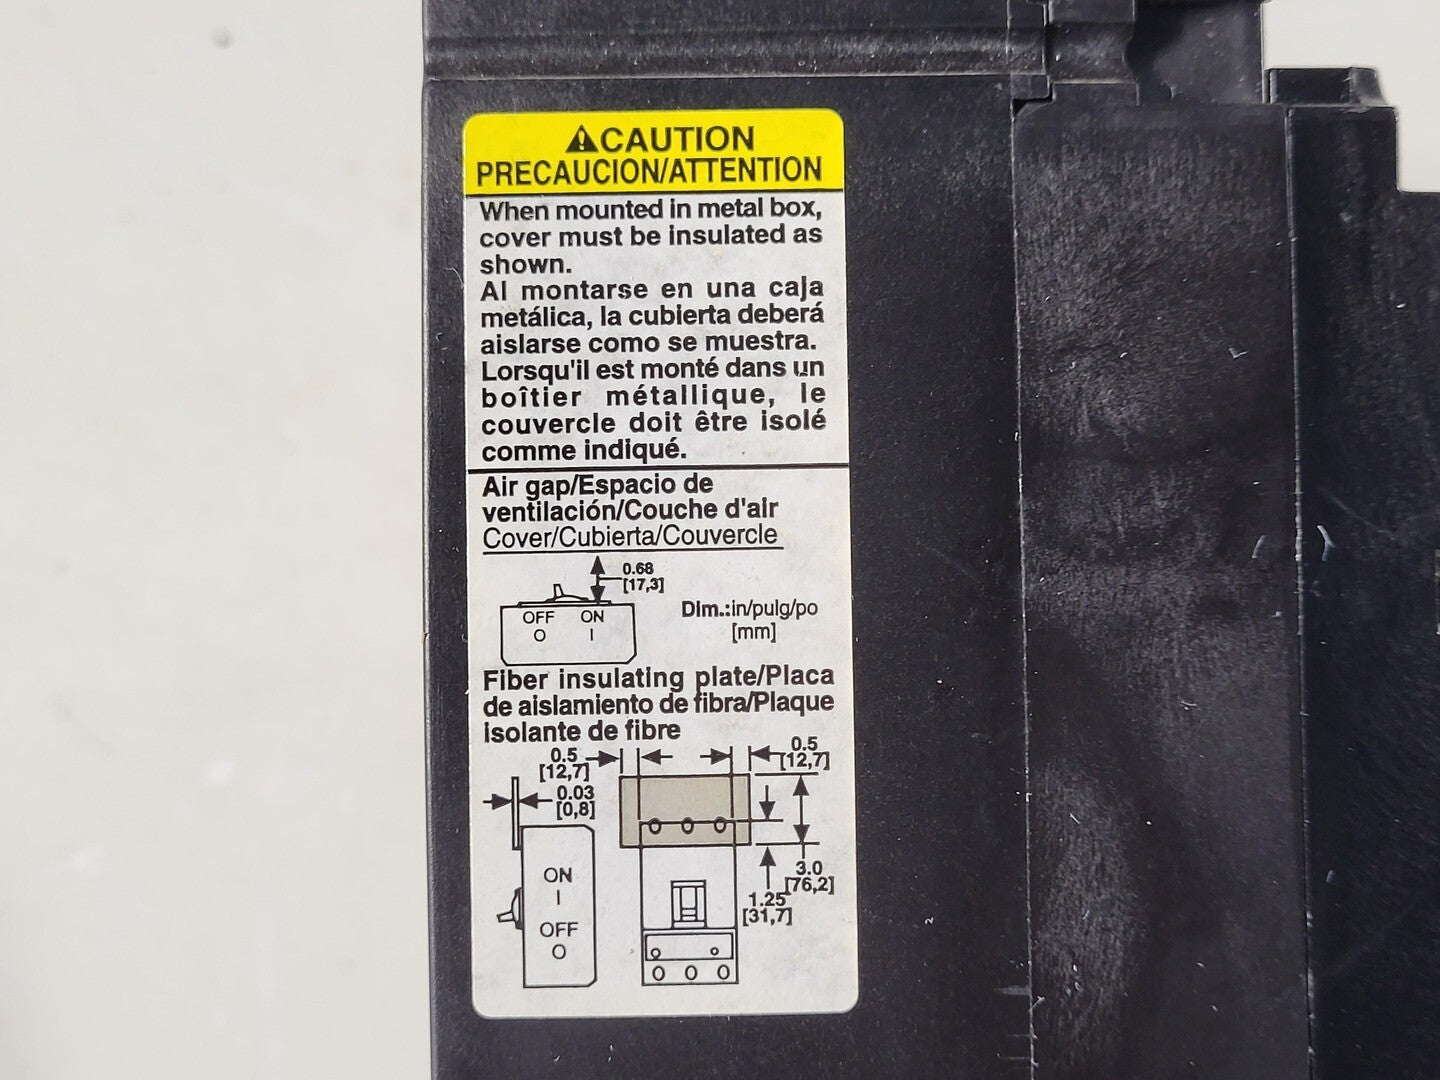 ⚠CAUTION
PRECAUCION/ATTENTION
When mounted in metal box,
cover must be insulated as
shown.
Al montarse en una caja
metálica, la cubierta deberá
aislarse como se muestra.
Lorsqu'il est monté dans un
boîtier métallique, le
couvercle doit être isolé
comme indiqué.
Air gap/Espacio de
ventilación/Couche d'air
Cover/Cubierta/Couvercle
0.68
[17,3]
OFF ON
O I
Dim.:in/pulg/po
[mm]
Fiber insulating plate/Placa
de aislamiento de fibra/Plaque
isolante de fibre
0.5
[12,7]
0.5
[12,7]
0.03
[0,8]
3.0
[76,2]
1.25
[31,7]
ON
I
OFF
O